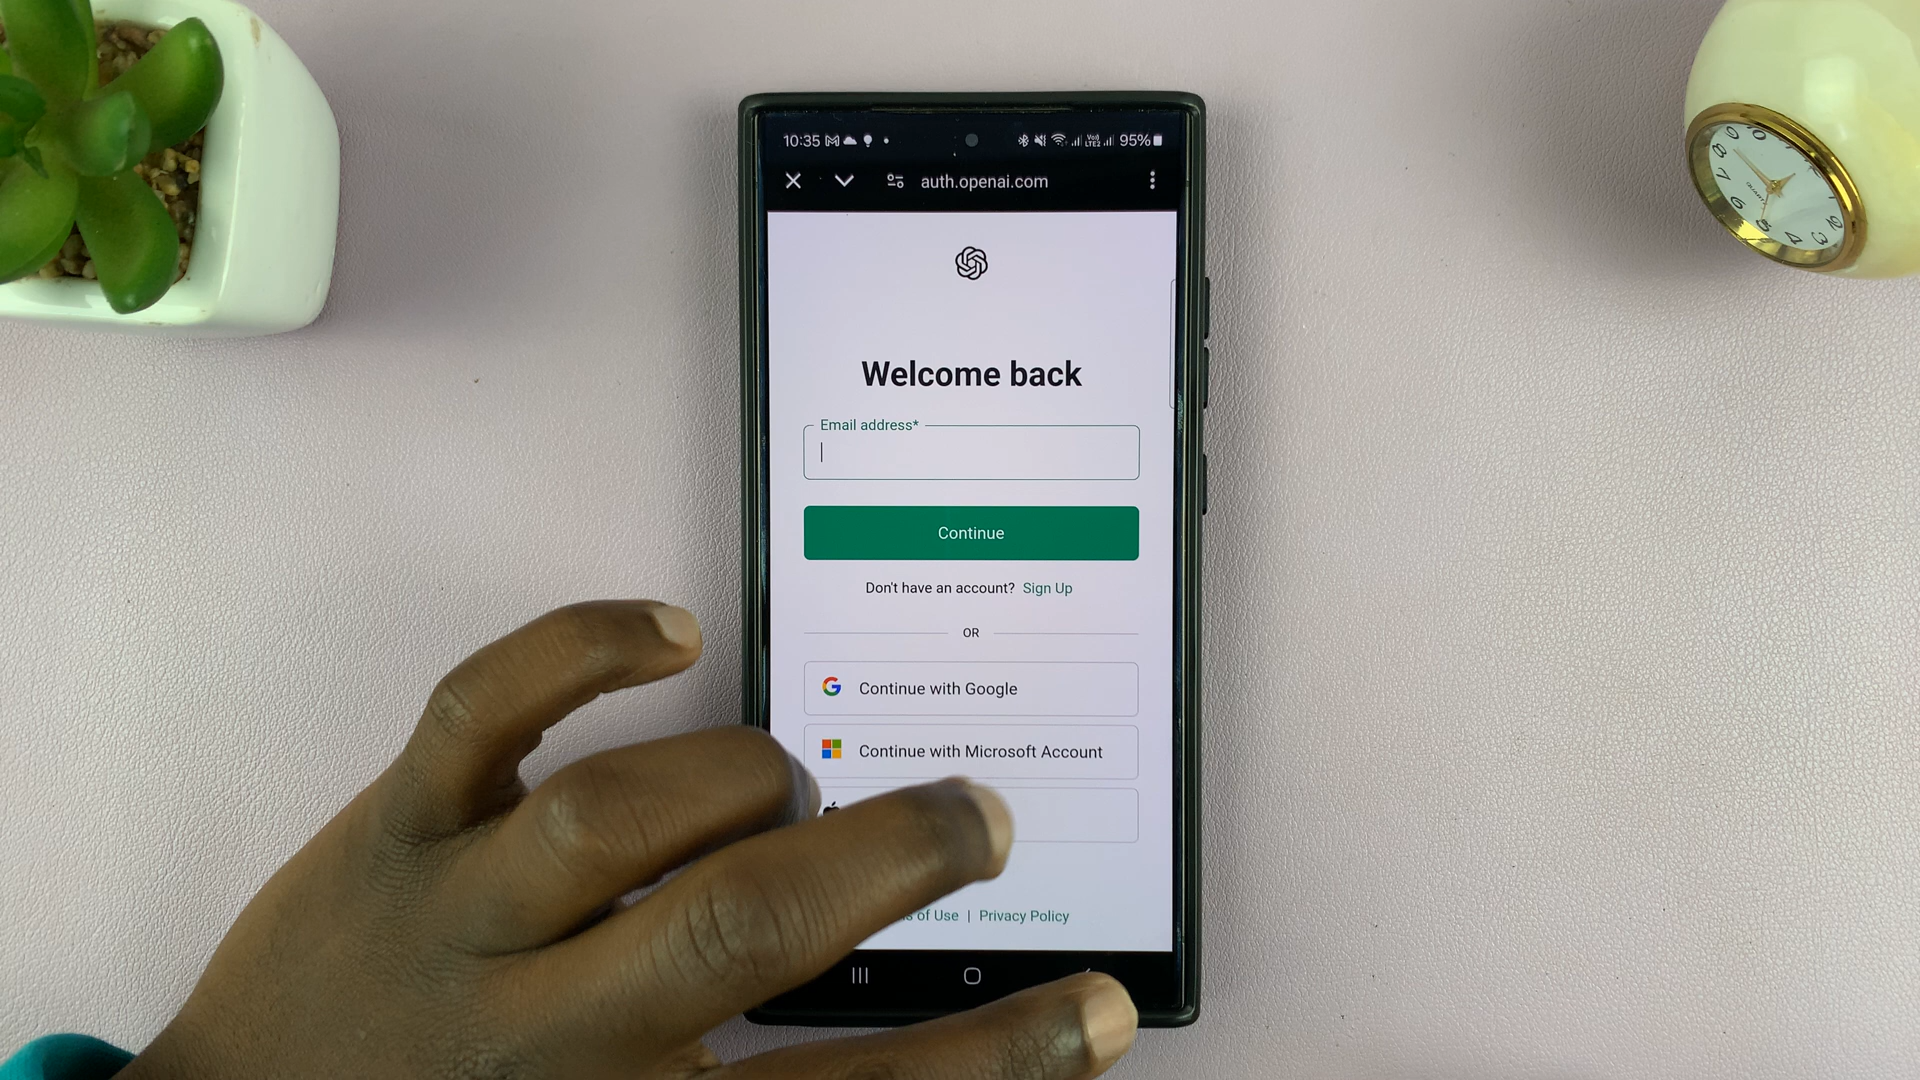 10:35 95%
auth.openai.com
Welcome back
Email address*
Continue
Don't have an account? Sign Up
OR
Continue with Google
Continue with Microsoft Account
of Use | Privacy Policy